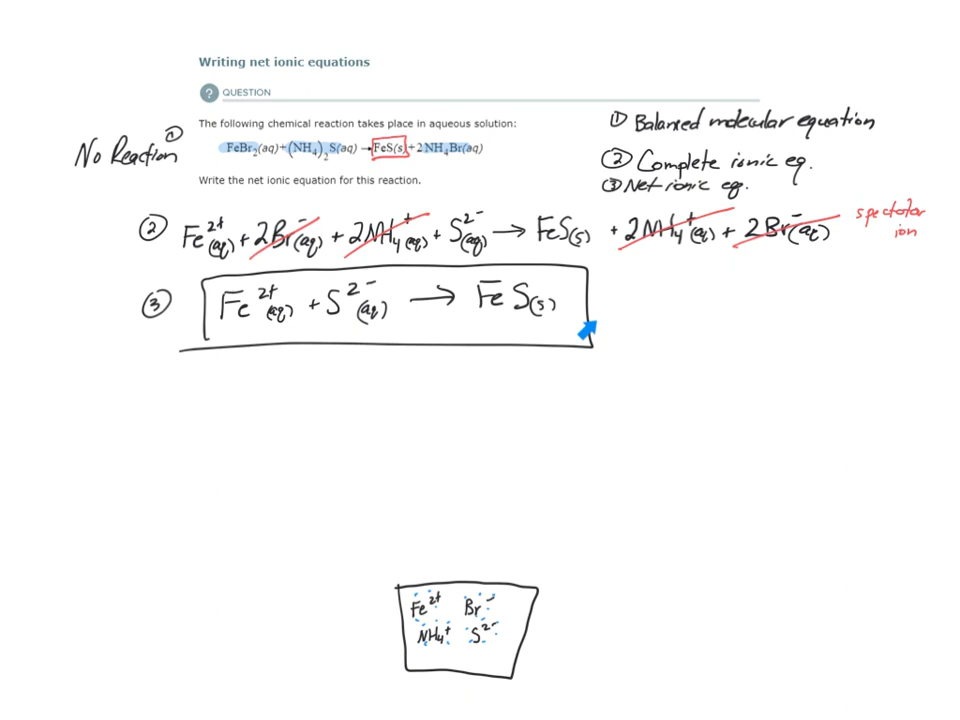 Writing net ionic equations
? QUESTION
The following chemical reaction takes place in aqueous solution:
① Balanced molecular equation
No Reaction ①
FeBr₂(aq)+(NH₄)₂S(aq)→FeS(s)+2NH₄Br(aq)
② Complete ionic eq.
Write the net ionic equation for this reaction.
③ Net ionic eq.
② Fe²⁺(aq) + 2Br⁻(aq) + 2NH₄⁺(aq) + S²⁻(aq) → FeS(s) + 2NH₄⁺(aq) + 2Br⁻(aq)
spectator
ion
③ Fe²⁺(aq) + S²⁻(aq) → FeS(s)
Fe²⁺ Br⁻
NH₄⁺ S²⁻